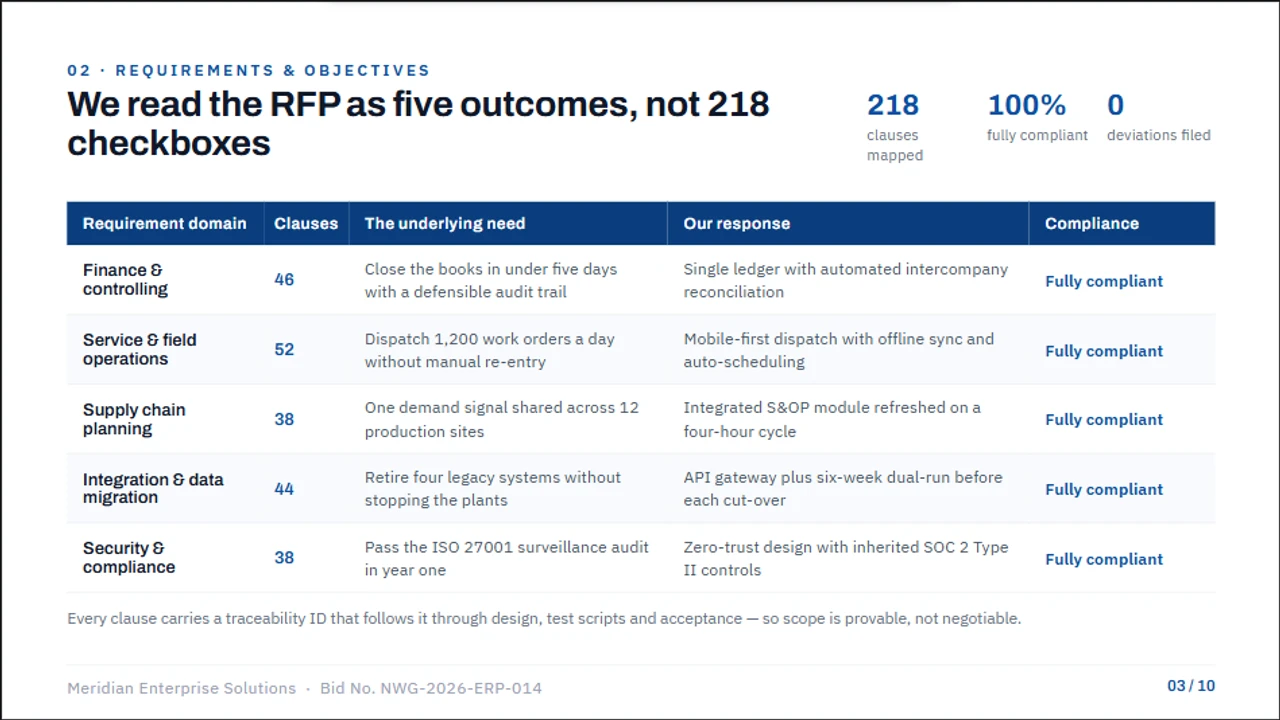 02 · REQUIREMENTS & OBJECTIVES
We read the RFP as five outcomes, not 218
checkboxes
218
clauses
mapped
100%
fully compliant
0
deviations filed
Requirement domain Clauses The underlying need Our response Compliance
Finance &
controlling
46
Close the books in under five days
with a defensible audit trail
Single ledger with automated intercompany
reconciliation
Fully compliant
Service & field
operations
52
Dispatch 1,200 work orders a day
without manual re-entry
Mobile-first dispatch with offline sync and
auto-scheduling
Fully compliant
Supply chain
planning
38
One demand signal shared across 12
production sites
Integrated S&OP module refreshed on a
four-hour cycle
Fully compliant
Integration & data
migration
44
Retire four legacy systems without
stopping the plants
API gateway plus six-week dual-run before
each cut-over
Fully compliant
Security &
compliance
38
Pass the ISO 27001 surveillance audit
in year one
Zero-trust design with inherited SOC 2 Type
II controls
Fully compliant
Every clause carries a traceability ID that follows it through design, test scripts and acceptance — so scope is provable, not negotiable.
Meridian Enterprise Solutions · Bid No. NWG-2026-ERP-014
03 / 10